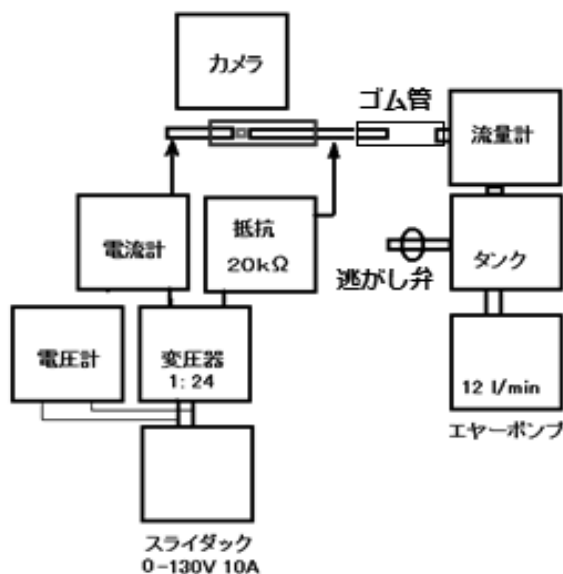 カメラ
ゴム管
流量計
電流計
抵抗
20kΩ
タンク
逃がし弁
電圧計
変圧器
1:24
12 l/min
エヤーポンプ
スライダック
0-130V 10A